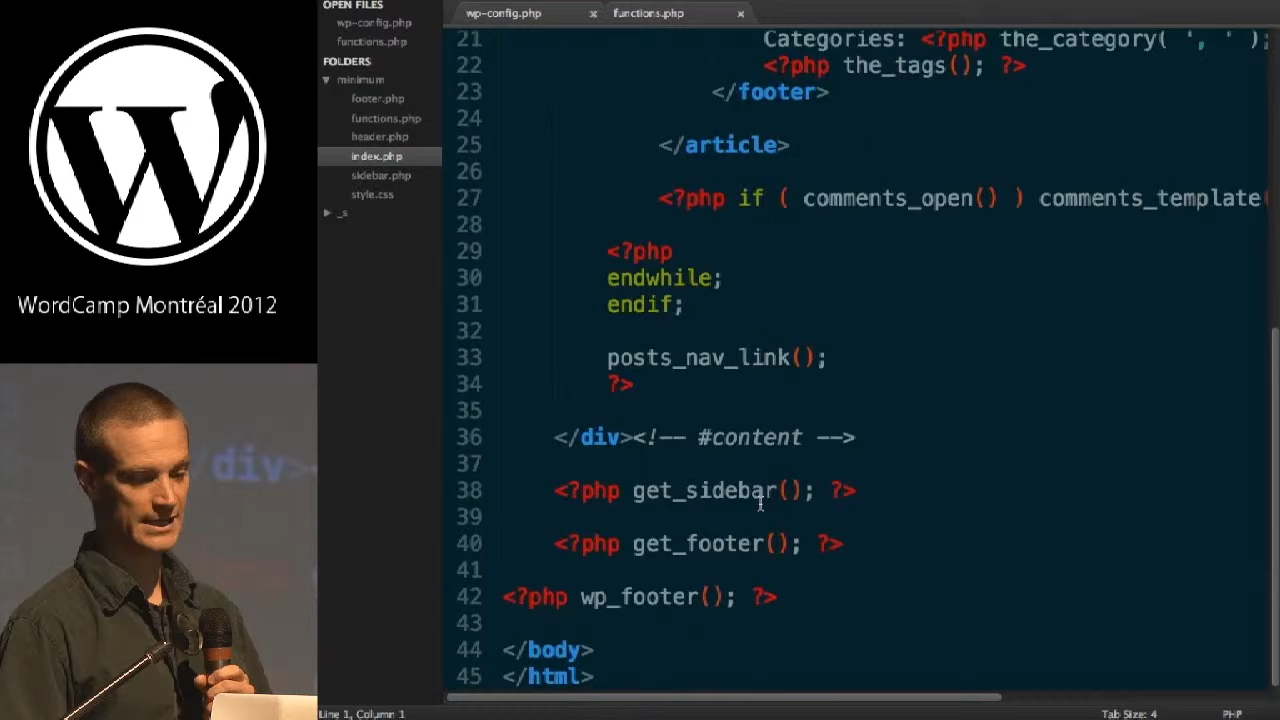 WordCamp Montréal 2012
OPEN FILES
wp-config.php
functions.php
FOLDERS
minimum
footer.php
functions.php
header.php
index.php
sidebar.php
style.css
_s
wp-config.php x
functions.php x
21 Categories: <?php the_category( ', ' );
22 <?php the_tags(); ?>
23 </footer>
24
25 </article>
26
27 <?php if ( comments_open() ) comments_template(
28
29 <?php
30 endwhile;
31 endif;
32
33 posts_nav_link();
34 ?>
35
36 </div><!-- #content -->
37
38 <?php get_sidebar(); ?>
39
40 <?php get_footer(); ?>
41
42 <?php wp_footer(); ?>
43
44 </body>
45 </html>
Line 1, Column 1
Tab Size: 4
PHP
/div>